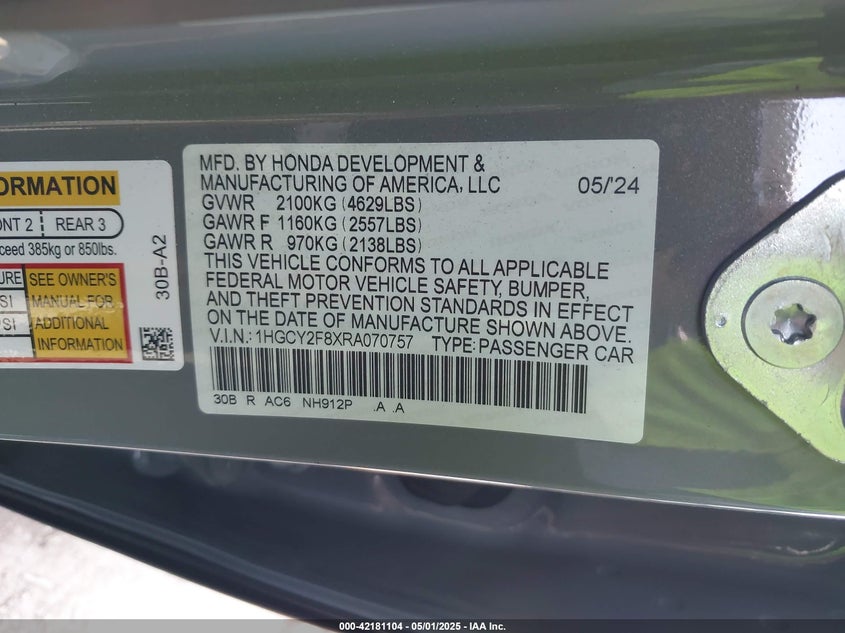 FORMATION
ONT 2 REAR 3
ceed 385kg or 850lbs.
URE SEE OWNER'S
SI MANUAL FOR
PSI ADDITIONAL
INFORMATION
30B-A2
MFD. BY HONDA DEVELOPMENT &
MANUFACTURING OF AMERICA, LLC 05/'24
GVWR 2100KG (4629LBS)
GAWR F 1160KG (2557LBS)
GAWR R 970KG (2138LBS)
THIS VEHICLE CONFORMS TO ALL APPLICABLE
FEDERAL MOTOR VEHICLE SAFETY, BUMPER,
AND THEFT PREVENTION STANDARDS IN EFFECT
ON THE DATE OF MANUFACTURE SHOWN ABOVE.
V.I.N.: 1HGCY2F8XRA070757 TYPE: PASSENGER CAR
30B R AC6 NH912P .A .A
000-42181104 - 05/01/2025 - IAA Inc.